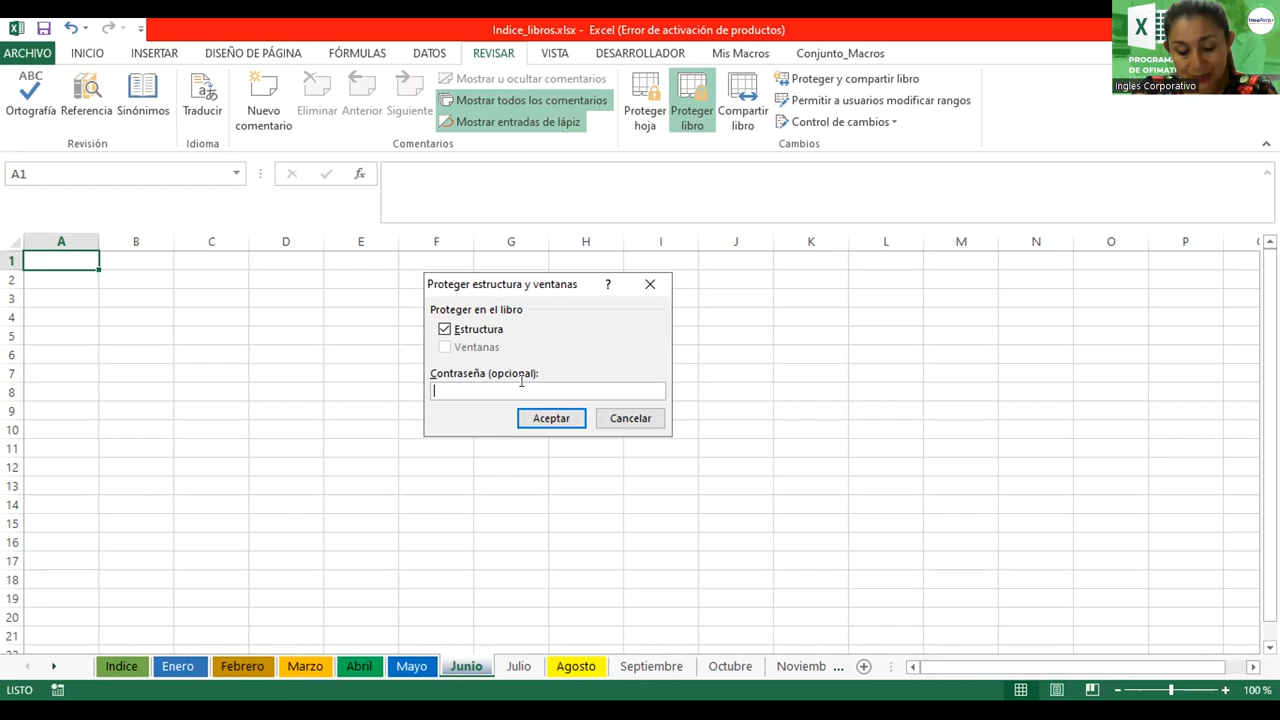 Indice_libros.xlsx - Excel (Error de activación de productos)
ARCHIVO INICIO INSERTAR DISEÑO DE PÁGINA FÓRMULAS DATOS REVISAR VISTA DESARROLLADOR Mis Macros Conjunto_Macros
PROGRAMA
DE OFIMAT
Ingles Corporativo
Insaforp
ABC
Ortografía
Referencia
Sinónimos
Revisión
Traducir
Idioma
Nuevo
comentario
Eliminar
Anterior
Siguiente
Mostrar u ocultar comentarios
Mostrar todos los comentarios
Mostrar entradas de lápiz
Comentarios
Proteger
hoja
Proteger
libro
Compartir
libro
Proteger y compartir libro
Permitir a usuarios modificar rangos
Control de cambios
Cambios
A1
fx
A B C D E F G H I J K L M N O P
1
2
3
4
5
6
7
8
9
10
11
12
13
14
15
16
17
18
19
20
21
Proteger estructura y ventanas ?
Proteger en el libro
Estructura
Ventanas
Contraseña (opcional):
Aceptar Cancelar
Indice Enero Febrero Marzo Abril Mayo Junio Julio Agosto Septiembre Octubre Noviemb ...
LISTO
100 %